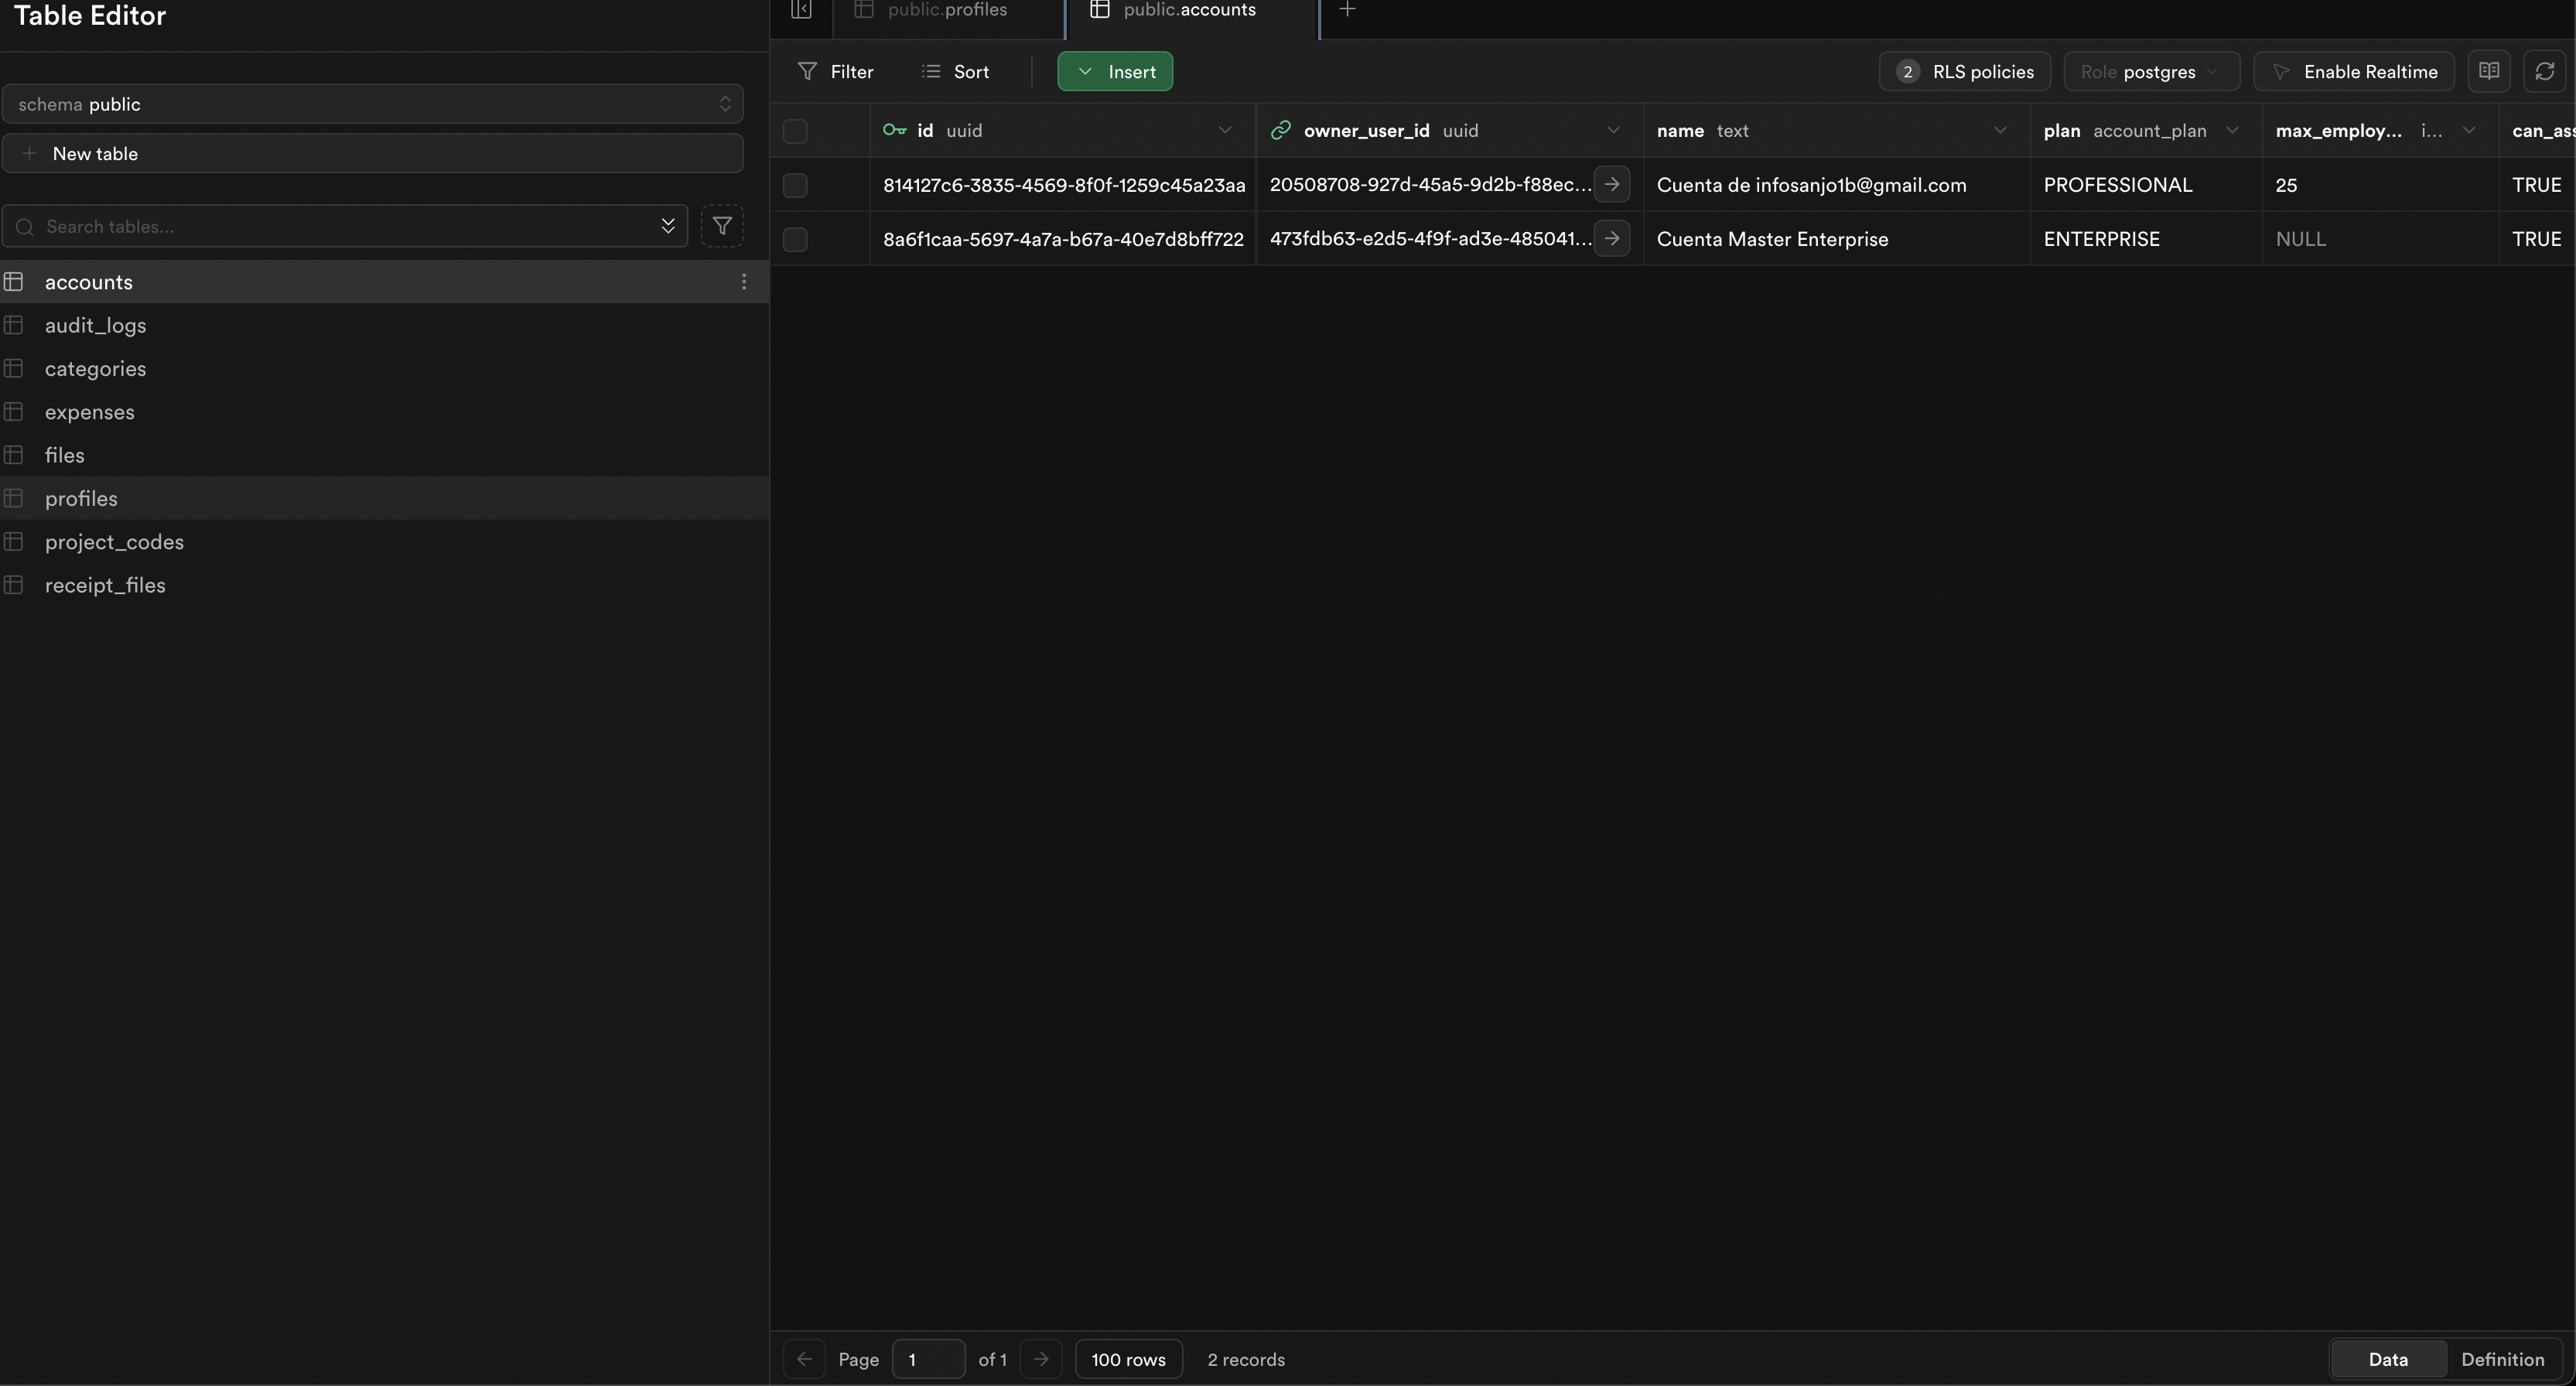 Table Editor
schema public
New table
Search tables...
accounts
audit_logs
categories
expenses
files
profiles
project_codes
receipt_files
public.profiles
public.accounts
Filter
Sort
Insert
2 RLS policies
Role postgres
Enable Realtime
id uuid
owner_user_id uuid
name text
plan account_plan
max_employ... i...
can_ass
814127c6-3835-4569-8f0f-1259c45a23aa 20508708-927d-45a5-9d2b-f88ec... Cuenta de infosanjo1b@gmail.com PROFESSIONAL 25 TRUE
8a6f1caa-5697-4a7a-b67a-40e7d8bff722 473fdb63-e2d5-4f9f-ad3e-485041... Cuenta Master Enterprise ENTERPRISE NULL TRUE
Page 1 of 1
100 rows
2 records
Data
Definition